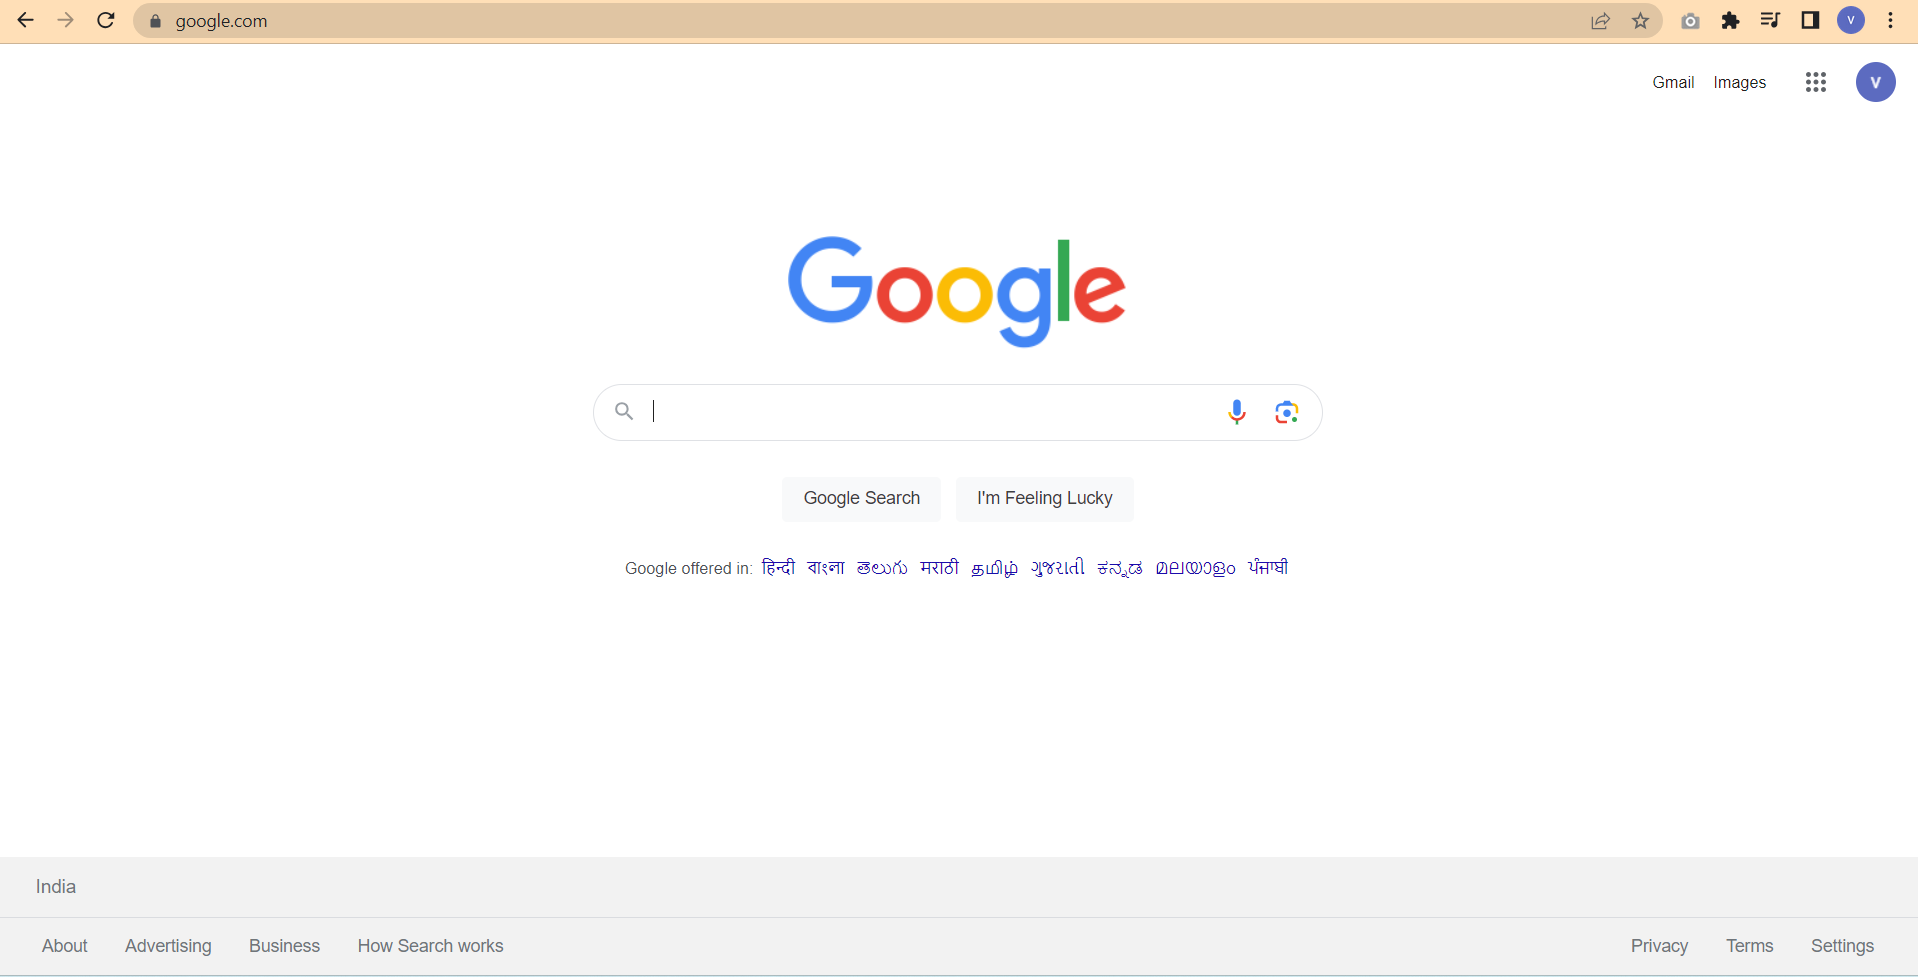 google.com
V
Gmail Images
V
Google
Google Search I'm Feeling Lucky
Google offered in: हिन्दी বাংলা తెలుగు मराठी தமிழ் ગુજરાતી ಕನ್ನಡ മലയാളം ਪੰਜਾਬੀ
India
About Advertising Business How Search works Privacy Terms Settings